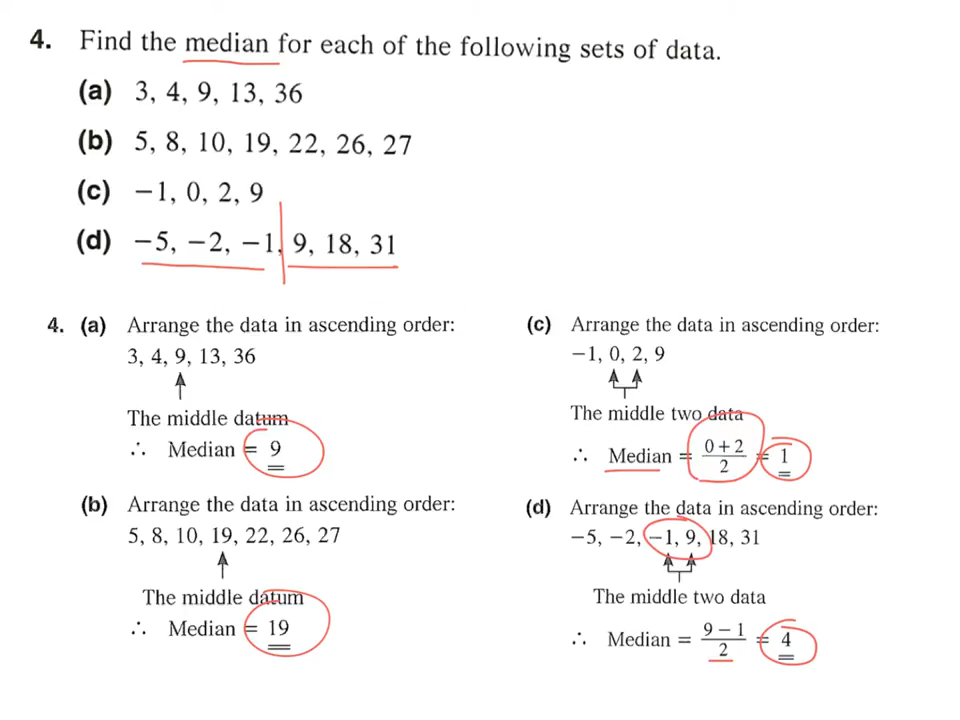 4. Find the median for each of the following sets of data.
(a) 3, 4, 9, 13, 36
(b) 5, 8, 10, 19, 22, 26, 27
(c) −1, 0, 2, 9
(d) −5, −2, −1, 9, 18, 31
4. (a) Arrange the data in ascending order:
3, 4, 9, 13, 36
The middle datum
∴ Median = 9
(b) Arrange the data in ascending order:
5, 8, 10, 19, 22, 26, 27
The middle datum
∴ Median = 19
(c) Arrange the data in ascending order:
−1, 0, 2, 9
The middle two data
∴ Median = (0 + 2)/2 = 1
(d) Arrange the data in ascending order:
−5, −2, −1, 9, 18, 31
The middle two data
∴ Median = (9 − 1)/2 = 4